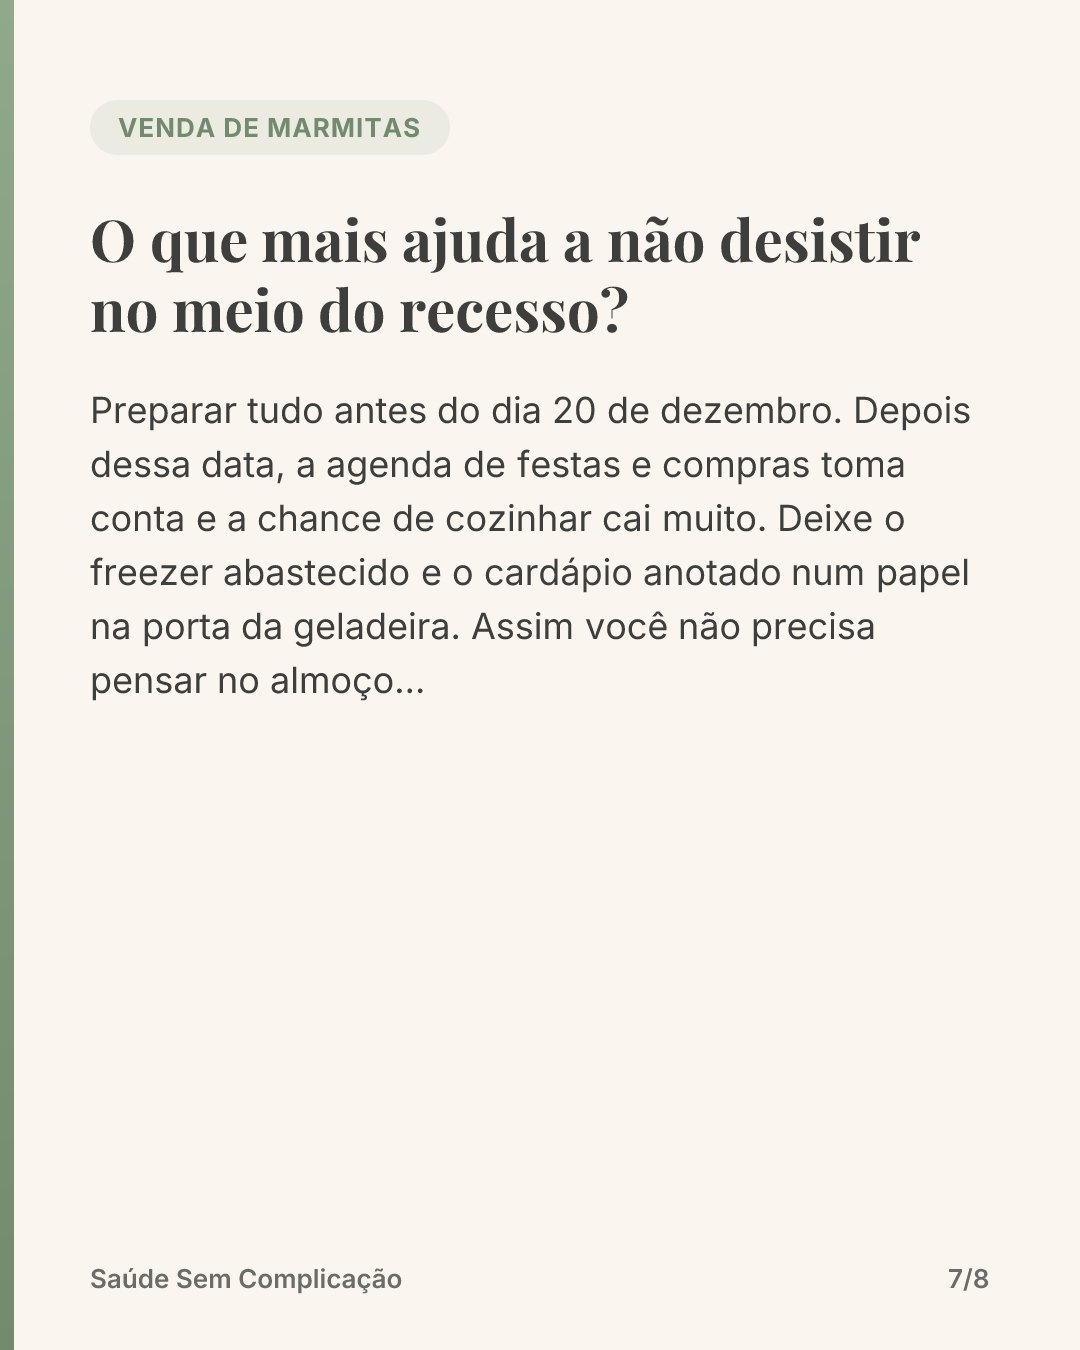 VENDA DE MARMITAS
O que mais ajuda a não desistir
no meio do recesso?
Preparar tudo antes do dia 20 de dezembro. Depois
dessa data, a agenda de festas e compras toma
conta e a chance de cozinhar cai muito. Deixe o
freezer abastecido e o cardápio anotado num papel
na porta da geladeira. Assim você não precisa
pensar no almoço...
Saúde Sem Complicação
7/8